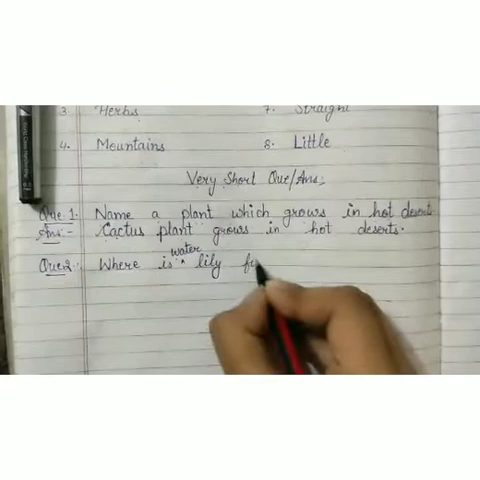 3. Herbs 7. Straight
4. Mountains 8. Little
Very Short Que/Ans:
Que 1. Name a plant which grows in hot deserts
Ans:- Cactus plant grows in hot deserts.
Que 2. Where is water lily